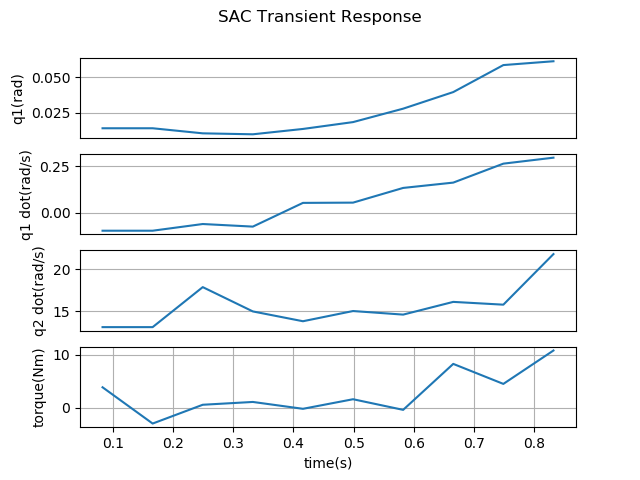 SAC Transient Response
q1(rad)
0.050
0.025
q1 dot(rad/s)
0.25
0.00
q2 dot(rad/s)
20
15
torque(Nm)
10
0
0.1 0.2 0.3 0.4 0.5 0.6 0.7 0.8
time(s)